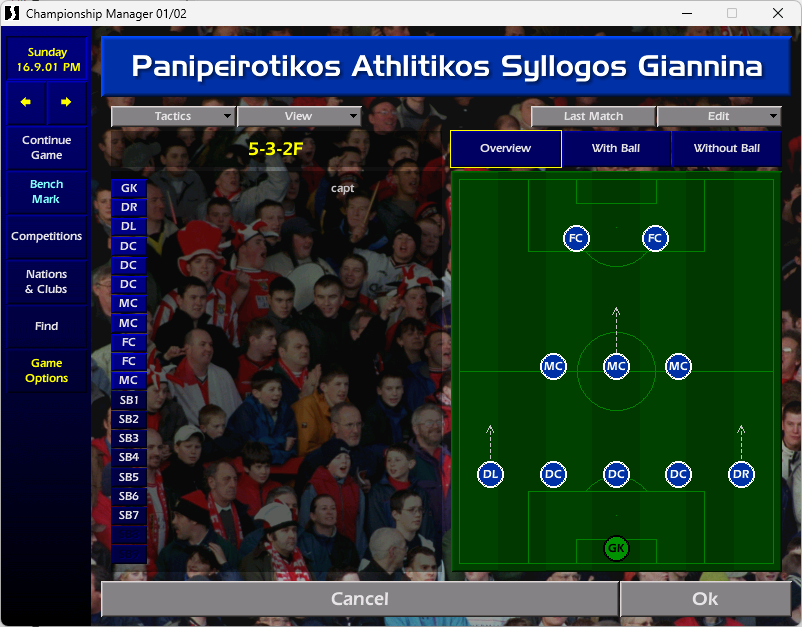 Championship Manager 01/02
Sunday
16.9.01 PM
Panipeirotikos Athlitikos Syllogos Giannina
Continue
Game
Bench
Mark
Competitions
Nations
& Clubs
Find
Game
Options
Tactics
View
Last Match
Edit
5-3-2F
Overview
With Ball
Without Ball
GK
capt
DR
DL
DC
DC
DC
MC
MC
FC
FC
MC
SB1
SB2
SB3
SB4
SB5
SB6
SB7
FC FC
MC MC MC
DL DC DC DC DR
GK
Cancel
Ok